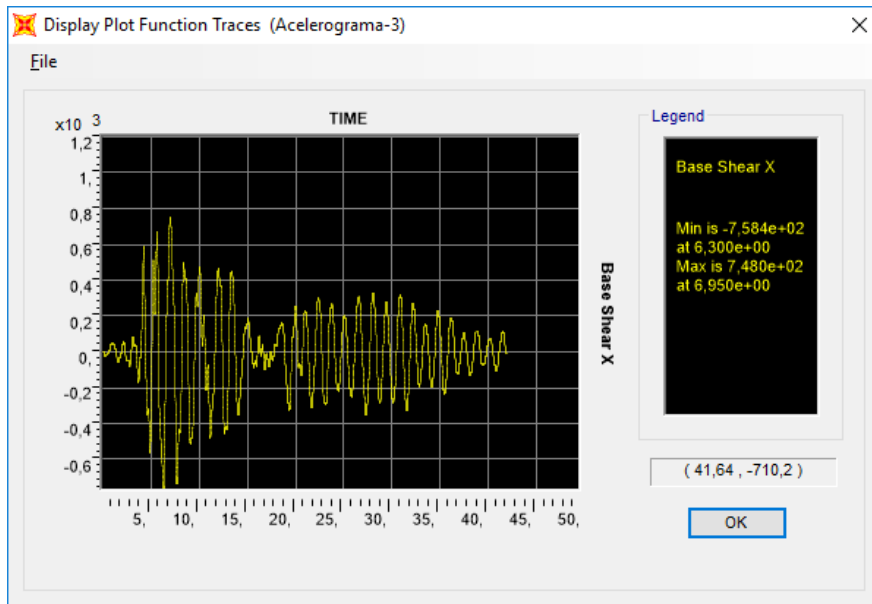 Display Plot Function Traces (Acelerograma-3)
File
x10 3
TIME
1,2
1,
0,8
0,6
0,4
0,2
0,
-0,2
-0,4
-0,6
5, 10, 15, 20, 25, 30, 35, 40, 45, 50,
Base Shear X
Legend
Base Shear X
Min is -7,584e+02
at 6,300e+00
Max is 7,480e+02
at 6,950e+00
( 41,64 , -710,2 )
OK